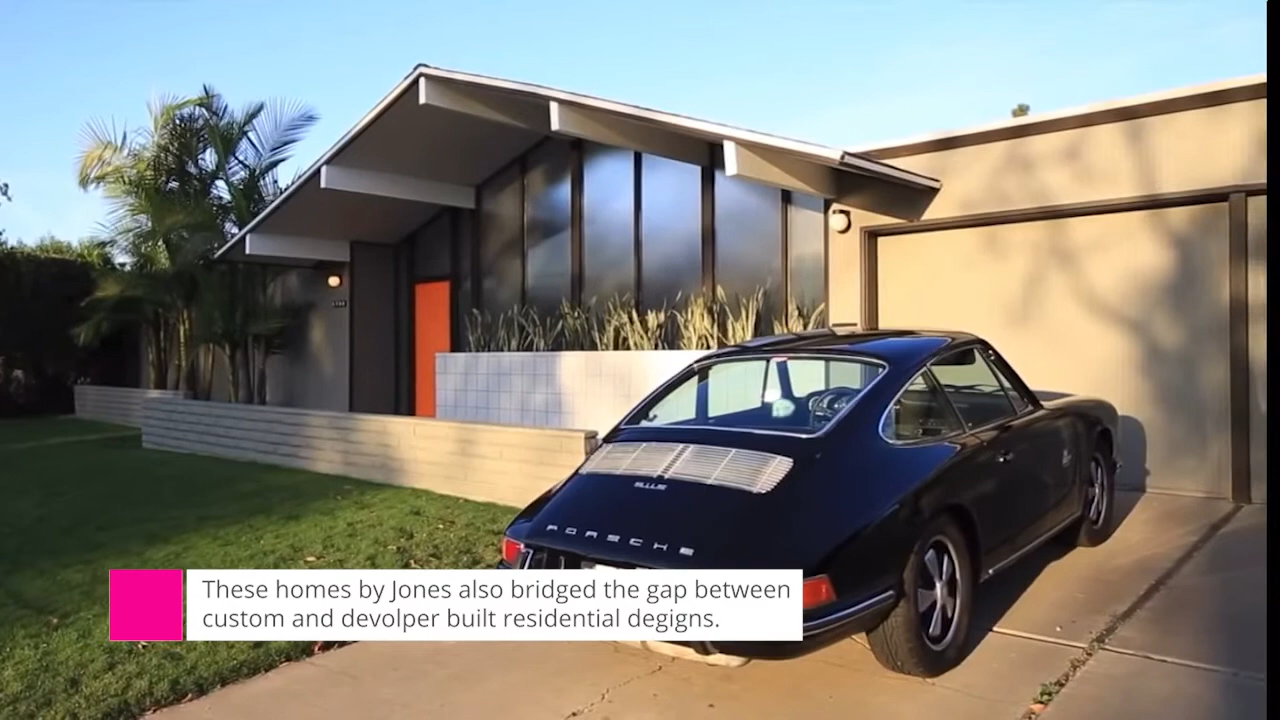 PORSCHE
These homes by Jones also bridged the gap between
custom and devolper built residential degigns.